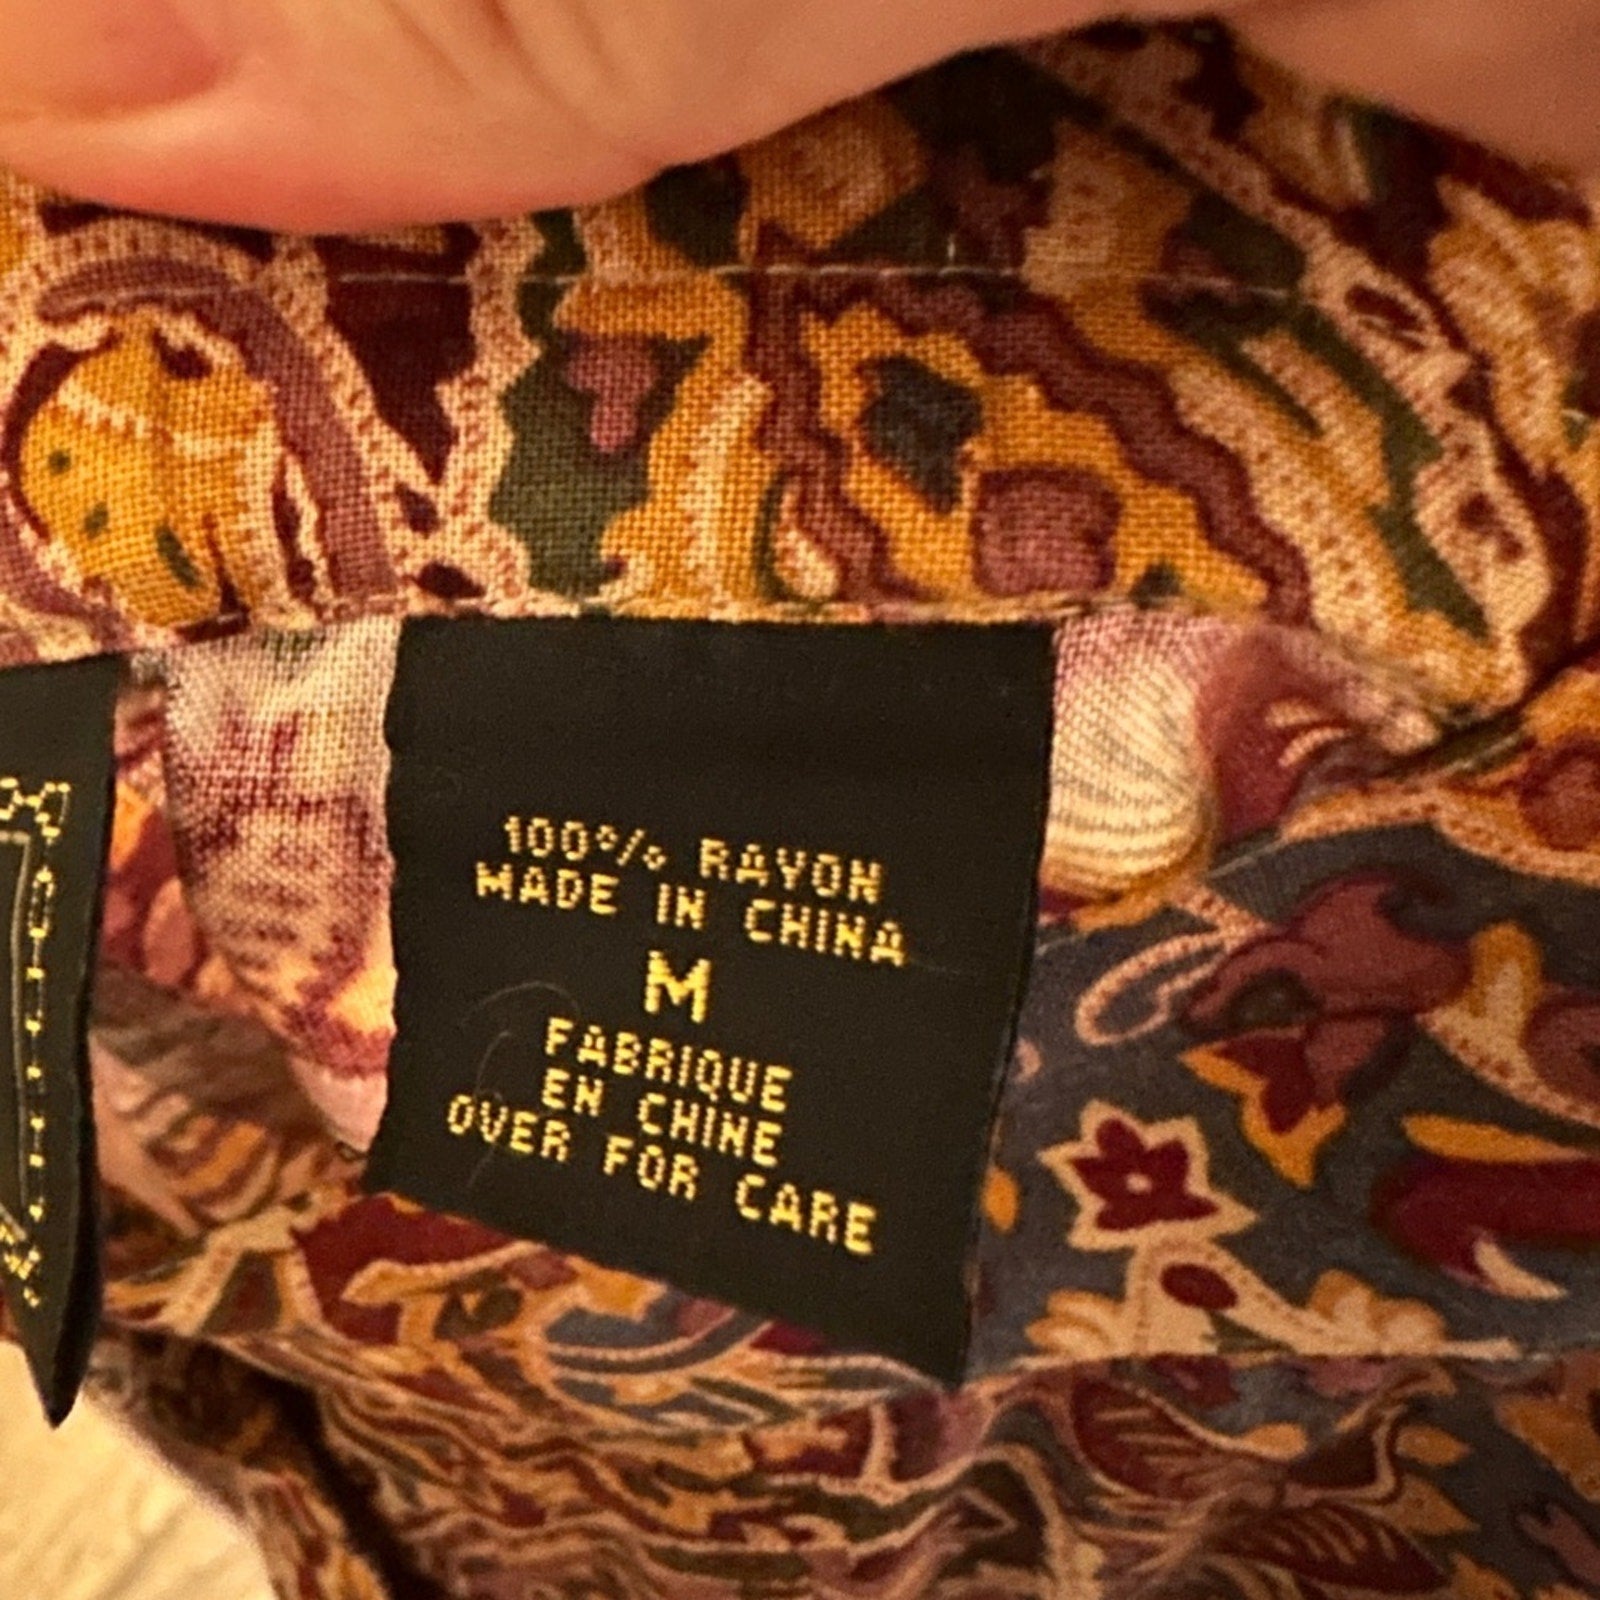 100% RAYON
MADE IN CHINA
M
FABRIQUE
EN CHINE
OVER FOR CARE